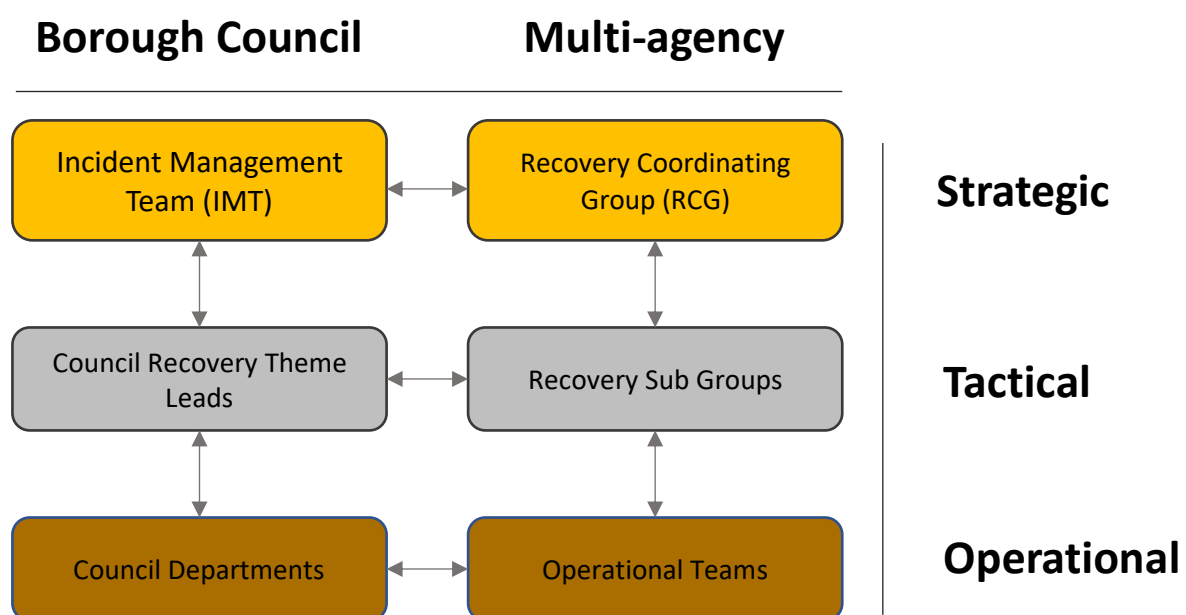 Borough Council
Multi-agency
Incident Management
Team (IMT)
Recovery Coordinating
Group (RCG)
Strategic
Council Recovery Theme
Leads
Recovery Sub Groups
Tactical
Council Departments
Operational Teams
Operational